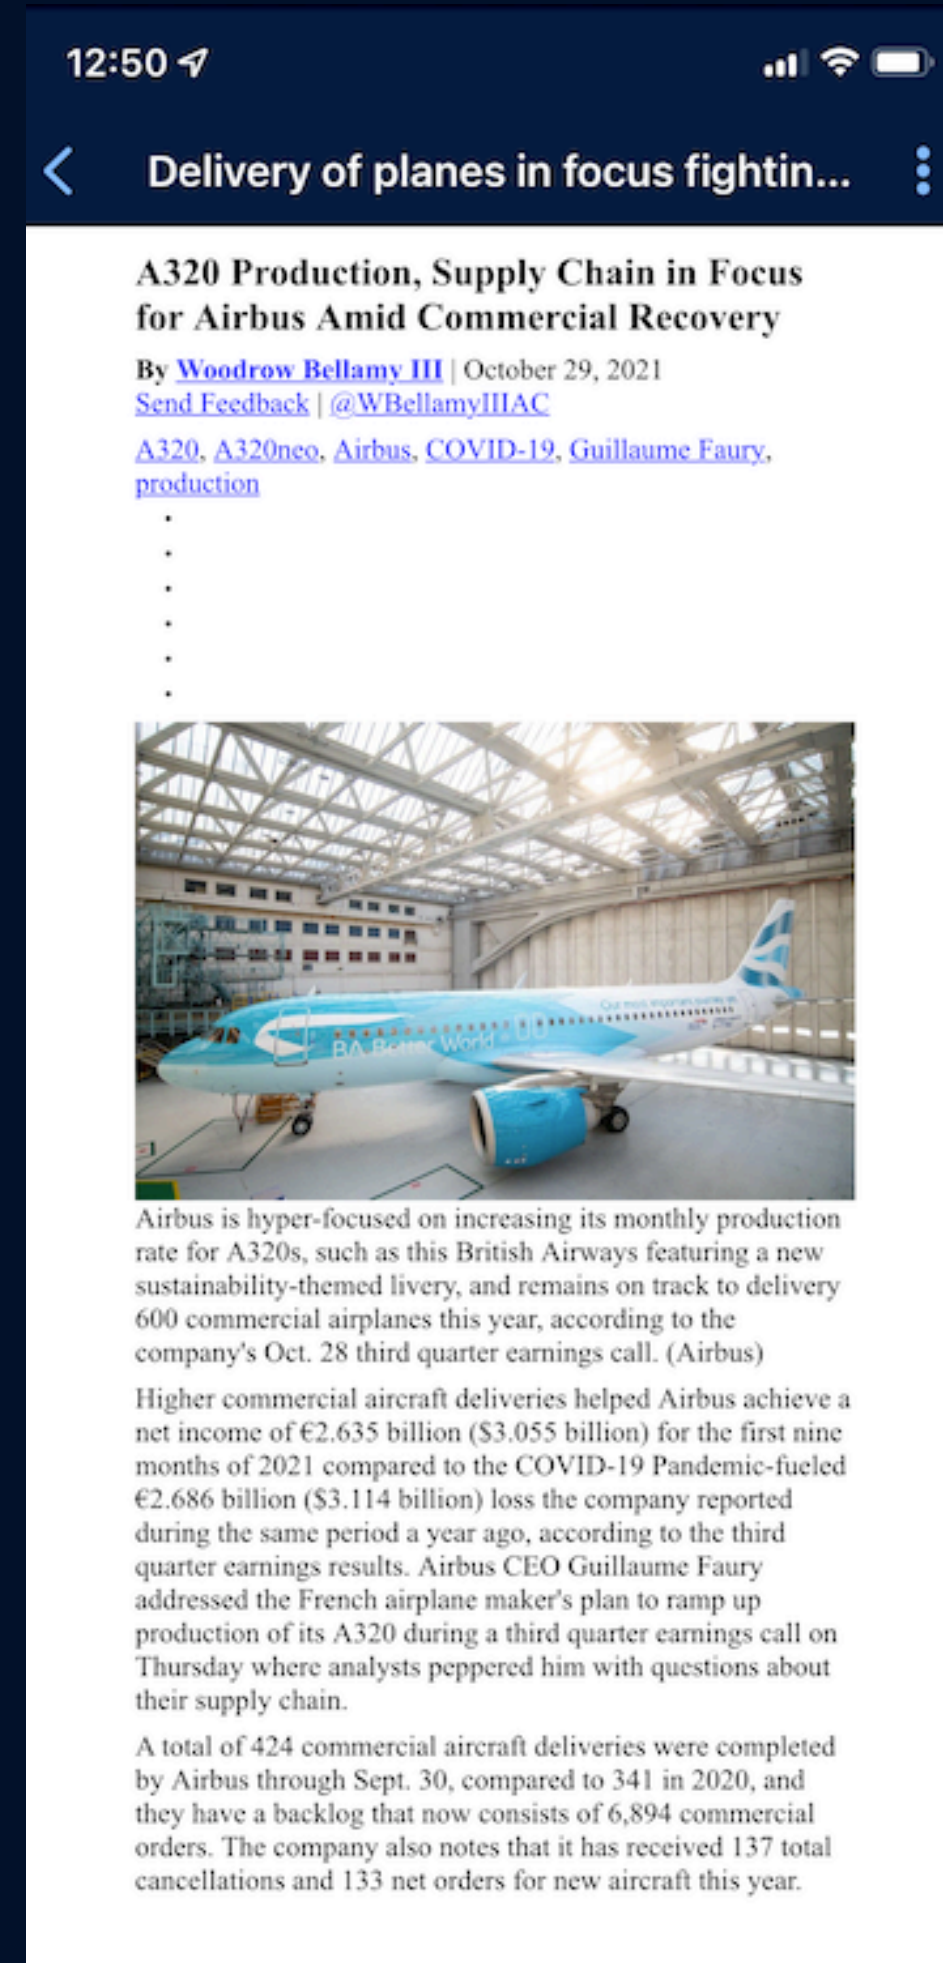 12:50
Delivery of planes in focus fightin...
A320 Production, Supply Chain in Focus
for Airbus Amid Commercial Recovery
By Woodrow Bellamy III | October 29, 2021
Send Feedback | @WBellamyIIIAC
A320, A320neo, Airbus, COVID-19, Guillaume Faury,
production
BA Better World
Our most important journey yet
Airbus is hyper-focused on increasing its monthly production
rate for A320s, such as this British Airways featuring a new
sustainability-themed livery, and remains on track to delivery
600 commercial airplanes this year, according to the
company's Oct. 28 third quarter earnings call. (Airbus)
Higher commercial aircraft deliveries helped Airbus achieve a
net income of €2.635 billion ($3.055 billion) for the first nine
months of 2021 compared to the COVID-19 Pandemic-fueled
€2.686 billion ($3.114 billion) loss the company reported
during the same period a year ago, according to the third
quarter earnings results. Airbus CEO Guillaume Faury
addressed the French airplane maker's plan to ramp up
production of its A320 during a third quarter earnings call on
Thursday where analysts peppered him with questions about
their supply chain.
A total of 424 commercial aircraft deliveries were completed
by Airbus through Sept. 30, compared to 341 in 2020, and
they have a backlog that now consists of 6,894 commercial
orders. The company also notes that it has received 137 total
cancellations and 133 net orders for new aircraft this year.